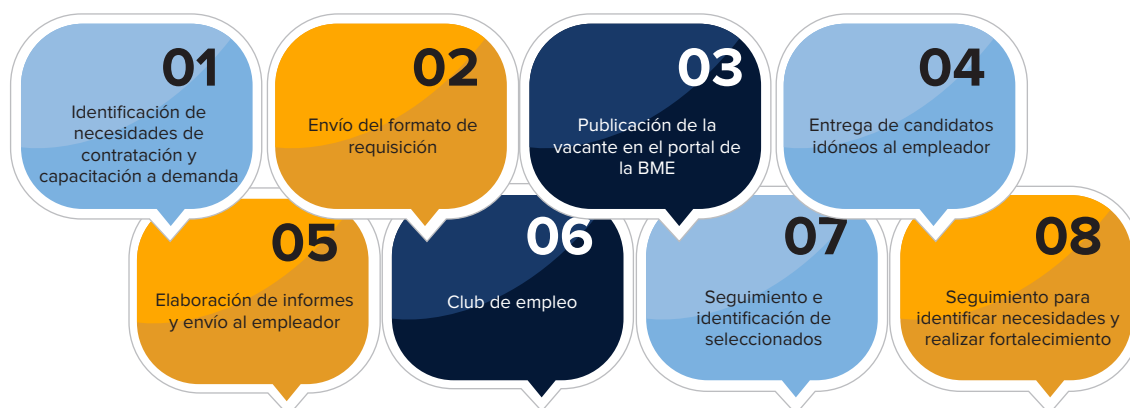 01
Identificación de
necesidades de
contratación y
capacitación a demanda
02
Envío del formato de
requisición
03
Publicación de la
vacante en el portal de
la BME
04
Entrega de candidatos
idóneos al empleador
05
Elaboración de informes
y envío al empleador
06
Club de empleo
07
Seguimiento e
identificación de
seleccionados
08
Seguimiento para
identificar necesidades y
realizar fortalecimiento